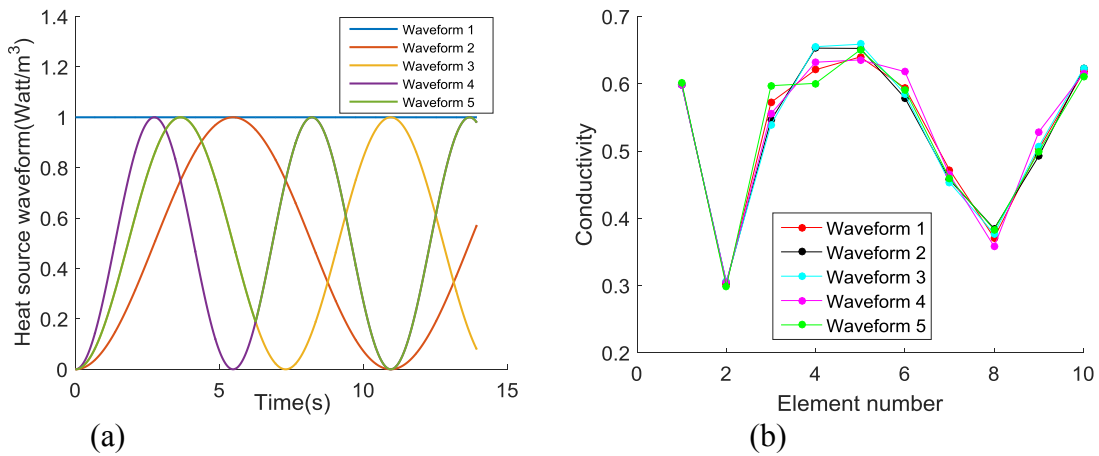 Heat source waveform(Watt/m³)
1.4
1.2
1
0.8
0.6
0.4
0.2
0
0 5 10 15
Time(s)
Waveform 1
Waveform 2
Waveform 3
Waveform 4
Waveform 5
(a)
Conductivity
0.7
0.6
0.5
0.4
0.3
0.2
0 2 4 6 8 10
Element number
Waveform 1
Waveform 2
Waveform 3
Waveform 4
Waveform 5
(b)